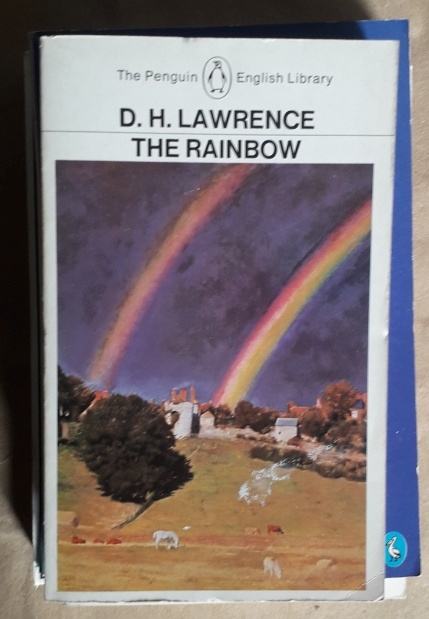 The Penguin English Library
D. H. LAWRENCE
THE RAINBOW